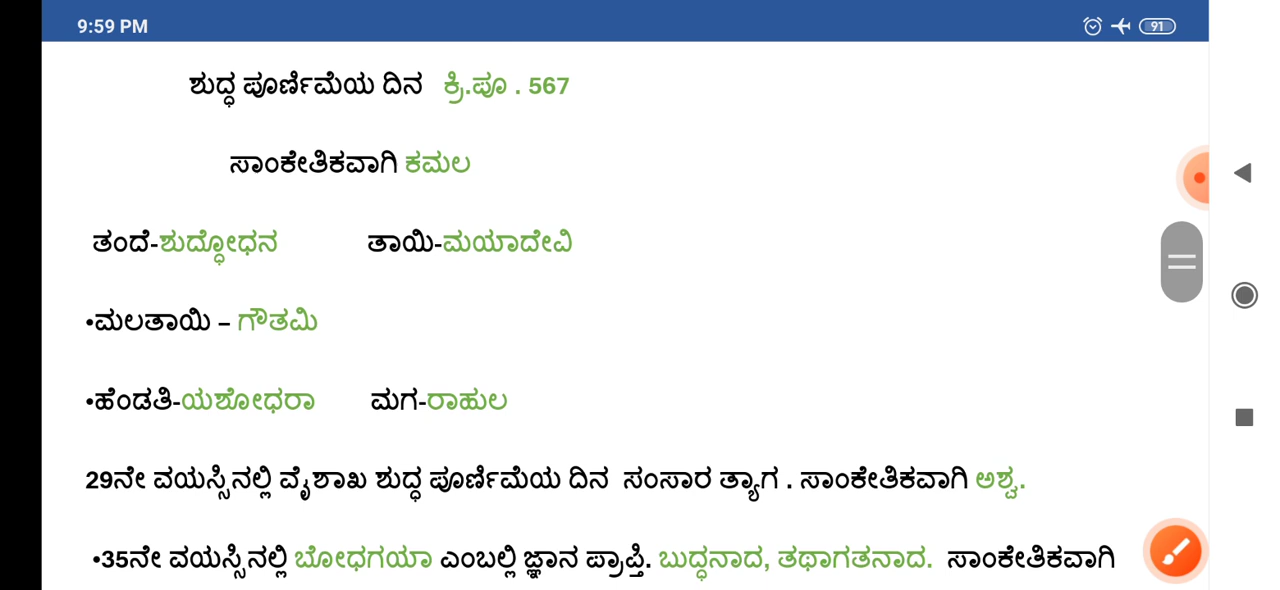 9:59 PM
91
ಶುದ್ಧ ಪೂರ್ಣಿಮೆಯ ದಿನ ಕ್ರಿ.ಪೂ . 567
ಸಾಂಕೇತಿಕವಾಗಿ ಕಮಲ
ತಂದೆ-ಶುದ್ಧೋಧನ ತಾಯಿ-ಮಯಾದೇವಿ
•ಮಲತಾಯಿ – ಗೌತಮಿ
•ಹೆಂಡತಿ-ಯಶೋಧರಾ ಮಗ-ರಾಹುಲ
29ನೇ ವಯಸ್ಸಿನಲ್ಲಿ ವೈಶಾಖ ಶುದ್ಧ ಪೂರ್ಣಿಮೆಯ ದಿನ ಸಂಸಾರ ತ್ಯಾಗ . ಸಾಂಕೇತಿಕವಾಗಿ ಅಶ್ವ.
•35ನೇ ವಯಸ್ಸಿನಲ್ಲಿ ಬೋಧಗಯಾ ಎಂಬಲ್ಲಿ ಜ್ಞಾನ ಪ್ರಾಪ್ತಿ. ಬುದ್ಧನಾದ, ತಥಾಗತನಾದ. ಸಾಂಕೇತಿಕವಾಗಿ